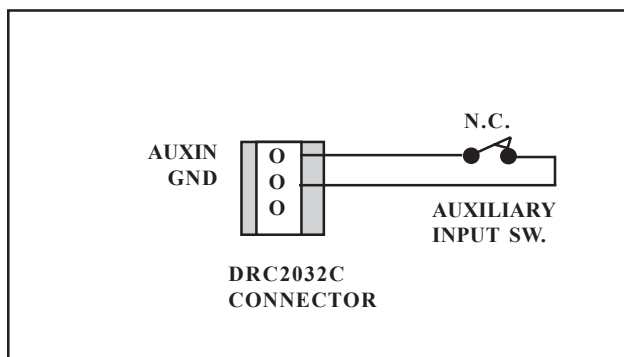 N.C.
AUXIN
GND
O
O
O
AUXILIARY
INPUT SW.
DRC2032C
CONNECTOR